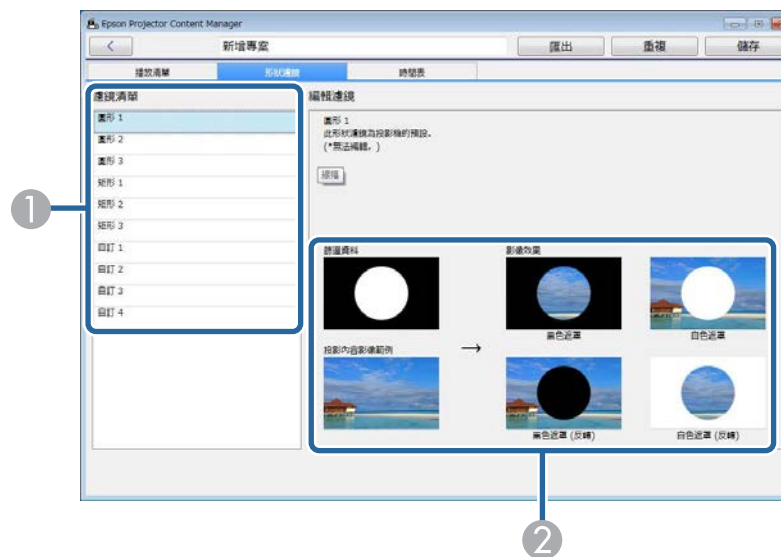 Epson Projector Content Manager
新增專案
匯出
重複
儲存
播放清單
形狀濾鏡
時間表
濾鏡清單
圓形 1
圓形 2
圓形 3
矩形 1
矩形 2
矩形 3
自訂 1
自訂 2
自訂 3
自訂 4
編輯濾鏡
圓形 1
此形狀濾鏡為投影機的預設。
(*無法編輯。)
編輯
篩選資料
影像效果
黑色遮罩
白色遮罩
投影內容影像範例
→
黑色遮罩 (反轉)
白色遮罩 (反轉)
1
2